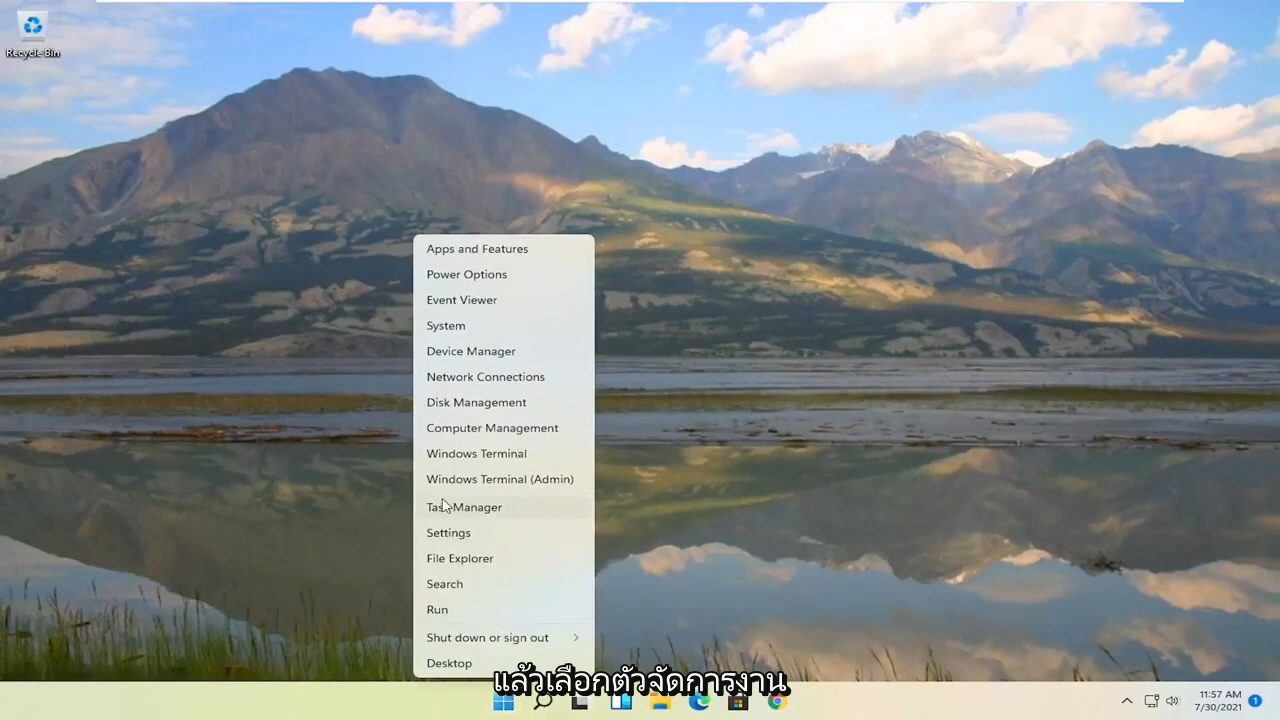 Recycle Bin
Apps and Features
Power Options
Event Viewer
System
Device Manager
Network Connections
Disk Management
Computer Management
Windows Terminal
Windows Terminal (Admin)
Task Manager
Settings
File Explorer
Search
Run
Shut down or sign out
Desktop
แล้วเลือกตัวจัดการงาน
11:57 AM
7/30/2021
1